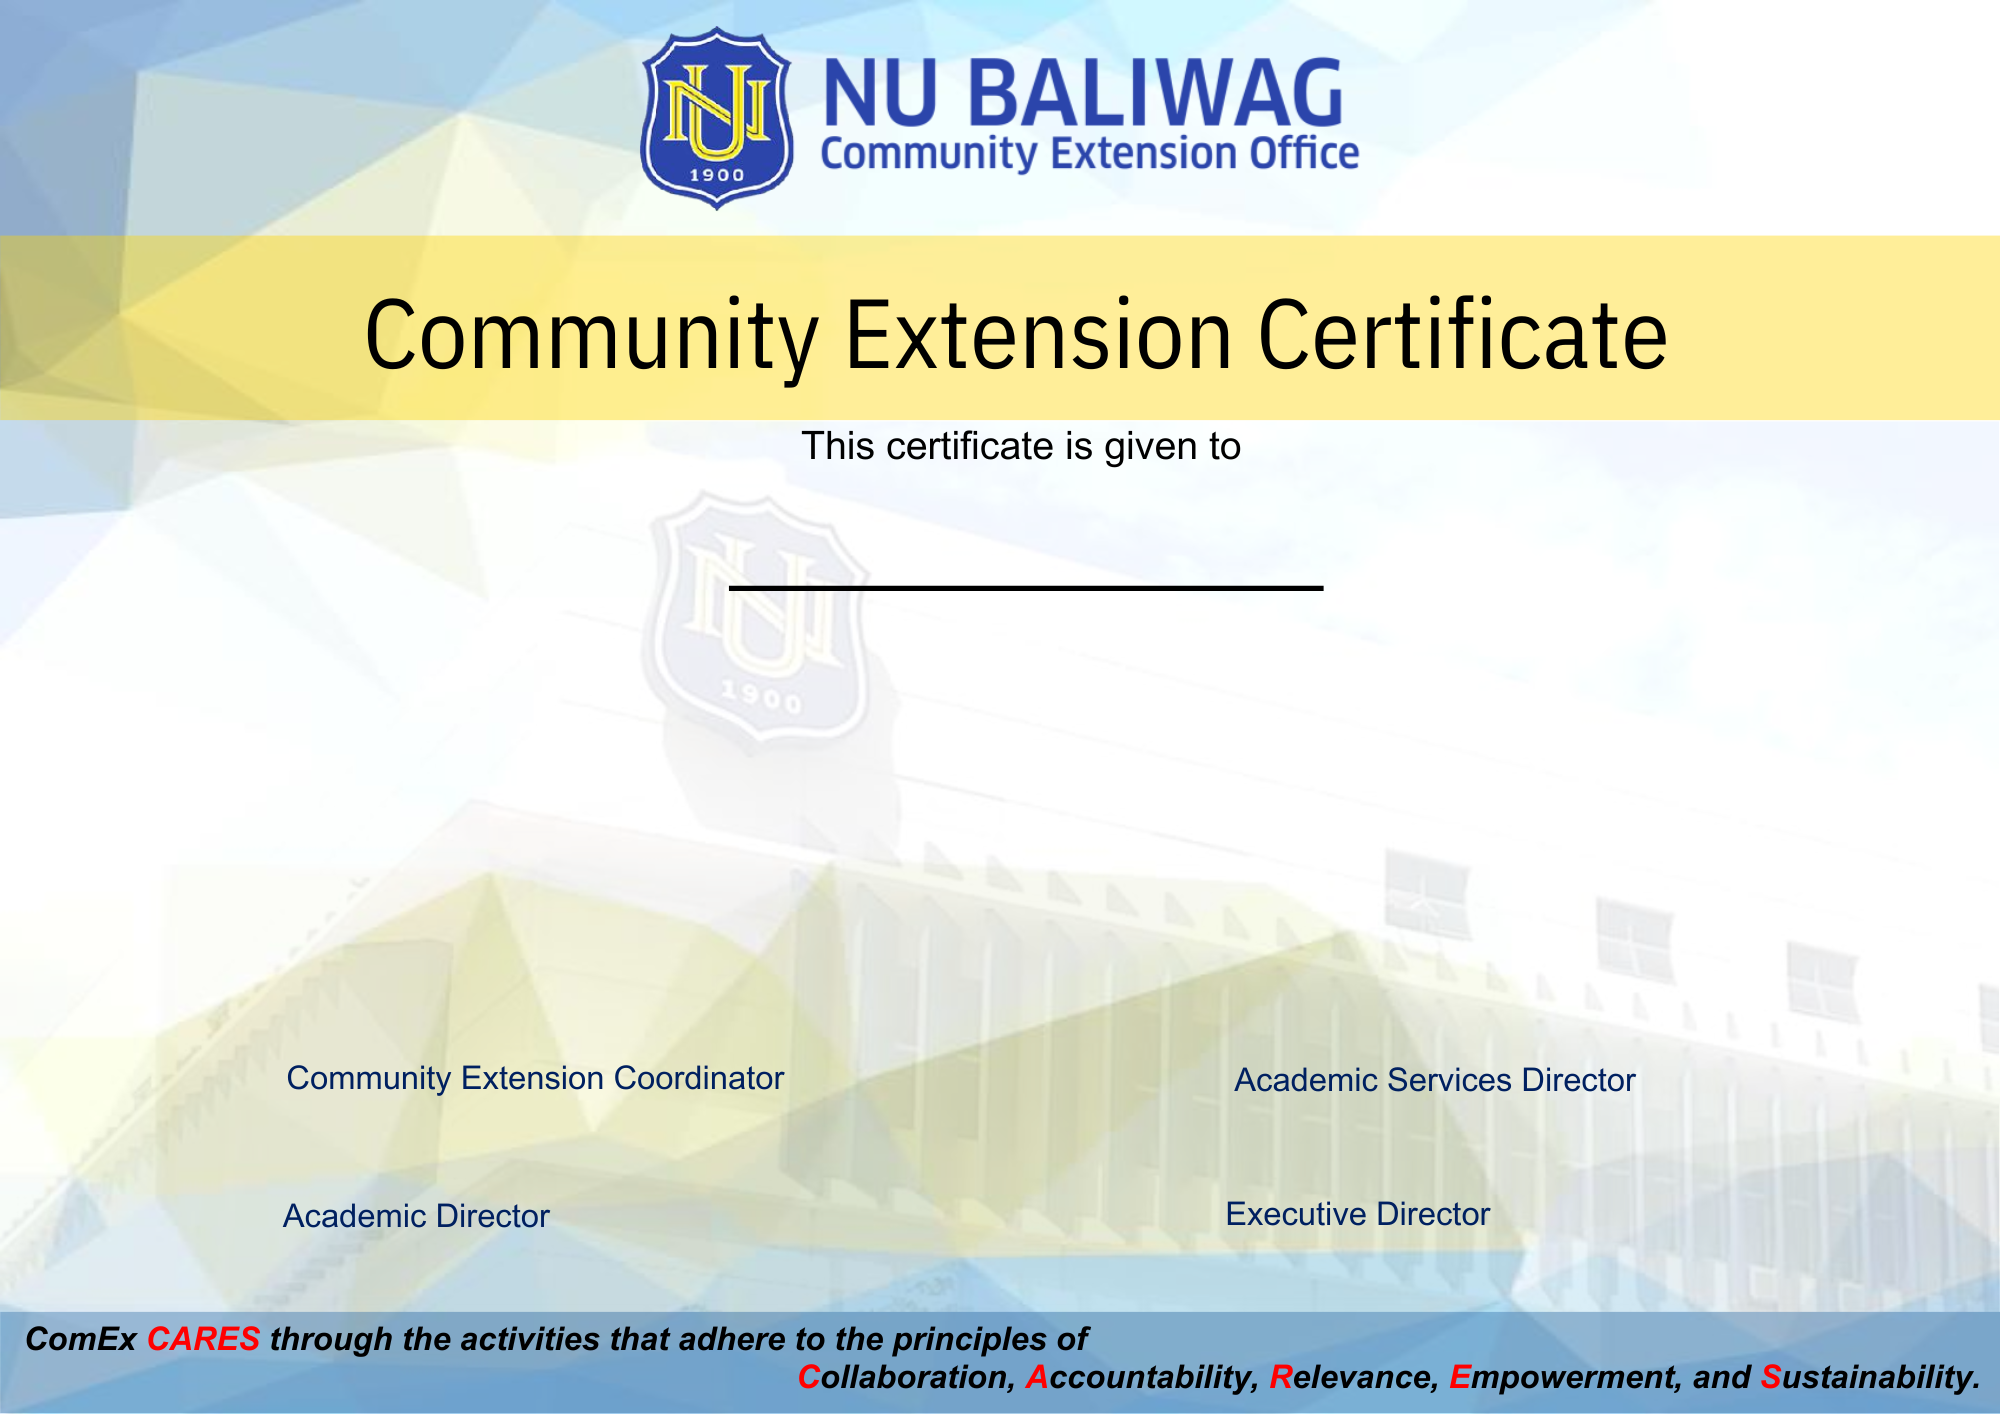 NU
1900
NU BALIWAG
Community Extension Office
Community Extension Certificate
This certificate is given to
NU
1900
Community Extension Coordinator
Academic Services Director
Academic Director
Executive Director
ComEx CARES through the activities that adhere to the principles of
Collaboration, Accountability, Relevance, Empowerment, and Sustainability.